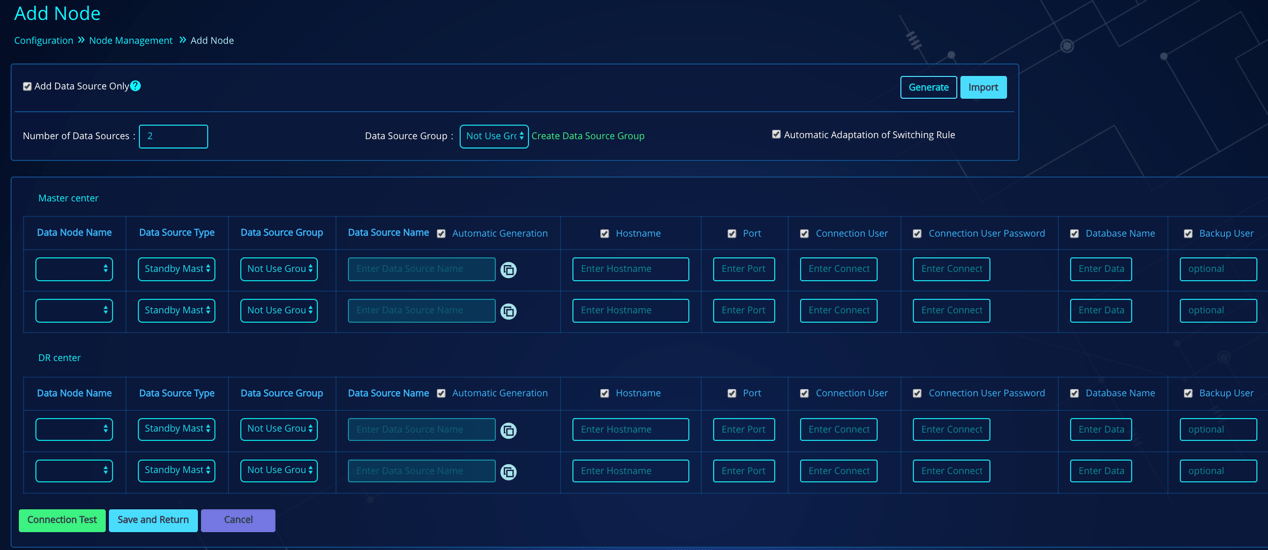 Add Node
Configuration » Node Management » Add Node
Add Data Source Only ?
Generate Import
Number of Data Sources : 2 Data Source Group : Not Use Gr Create Data Source Group Automatic Adaptation of Switching Rule
Master center
Data Node Name Data Source Type Data Source Group Data Source Name Automatic Generation Hostname Port Connection User Connection User Password Database Name Backup User
Standby Mast Not Use Grou Enter Data Source Name Enter Hostname Enter Port Enter Connect Enter Connect Enter Data optional
Standby Mast Not Use Grou Enter Data Source Name Enter Hostname Enter Port Enter Connect Enter Connect Enter Data optional
DR center
Data Node Name Data Source Type Data Source Group Data Source Name Automatic Generation Hostname Port Connection User Connection User Password Database Name Backup User
Standby Mast Not Use Grou Enter Data Source Name Enter Hostname Enter Port Enter Connect Enter Connect Enter Data optional
Standby Mast Not Use Grou Enter Data Source Name Enter Hostname Enter Port Enter Connect Enter Connect Enter Data optional
Connection Test Save and Return Cancel